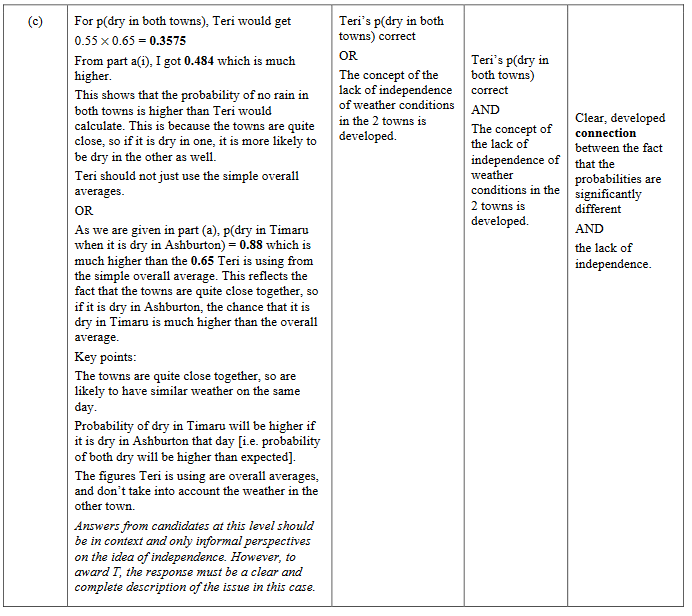 (c)
For p(dry in both towns), Teri would get
0.55 × 0.65 = 0.3575
From part a(i), I got 0.484 which is much
higher.
This shows that the probability of no rain in
both towns is higher than Teri would
calculate. This is because the towns are quite
close, so if it is dry in one, it is more likely to
be dry in the other as well.
Teri should not just use the simple overall
averages.
OR
As we are given in part (a), p(dry in Timaru
when it is dry in Ashburton) = 0.88 which is
much higher than the 0.65 Teri is using from
the simple overall average. This reflects the
fact that the towns are quite close together, so
if it is dry in Ashburton, the chance that it is
dry in Timaru is much higher than the overall
average.
Key points:
The towns are quite close together, so are
likely to have similar weather on the same
day.
Probability of dry in Timaru will be higher if
it is dry in Ashburton that day [i.e. probability
of both dry will be higher than expected].
The figures Teri is using are overall averages,
and don’t take into account the weather in the
other town.
Answers from candidates at this level should
be in context and only informal perspectives
on the idea of independence. However, to
award T, the response must be a clear and
complete description of the issue in this case.
Teri’s p(dry in both
towns) correct
OR
The concept of the
lack of independence
of weather conditions
in the 2 towns is
developed.
Teri’s p(dry in
both towns)
correct
AND
The concept of
the lack of
independence of
weather
conditions in the
2 towns is
developed.
Clear, developed
connection
between the fact
that the
probabilities are
significantly
different
AND
the lack of
independence.